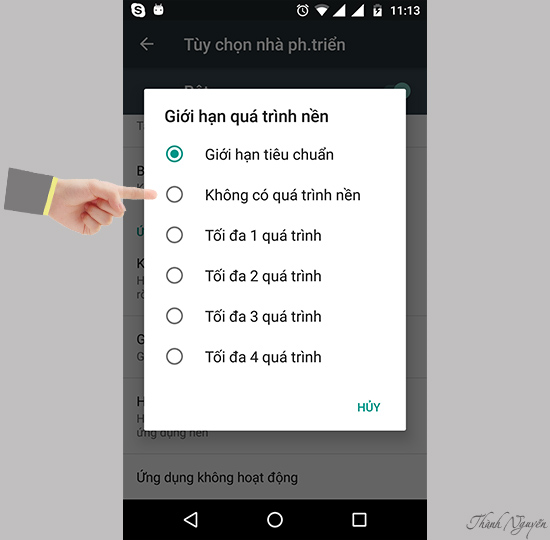 11:13
Tùy chọn nhà ph.triển
Giới hạn quá trình nền
Giới hạn tiêu chuẩn
Không có quá trình nền
Tối đa 1 quá trình
Tối đa 2 quá trình
Tối đa 3 quá trình
Tối đa 4 quá trình
HỦY
ứng dụng nền
Ứng dụng không hoạt động
Thành Nguyên